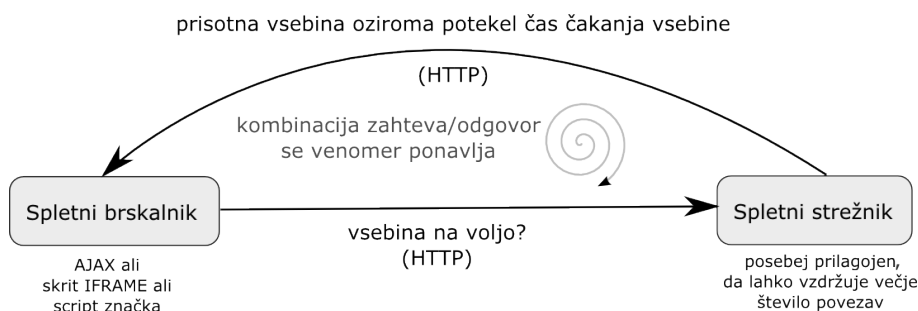 prisotna vsebina oziroma potekel čas čakanja vsebine
(HTTP)
kombinacija zahteva/odgovor
se venomer ponavlja
Spletni brskalnik
Spletni strežnik
vsebina na voljo?
(HTTP)
AJAX ali
skrit IFRAME ali
script značka
posebej prilagojen,
da lahko vzdržuje večje
število povezav